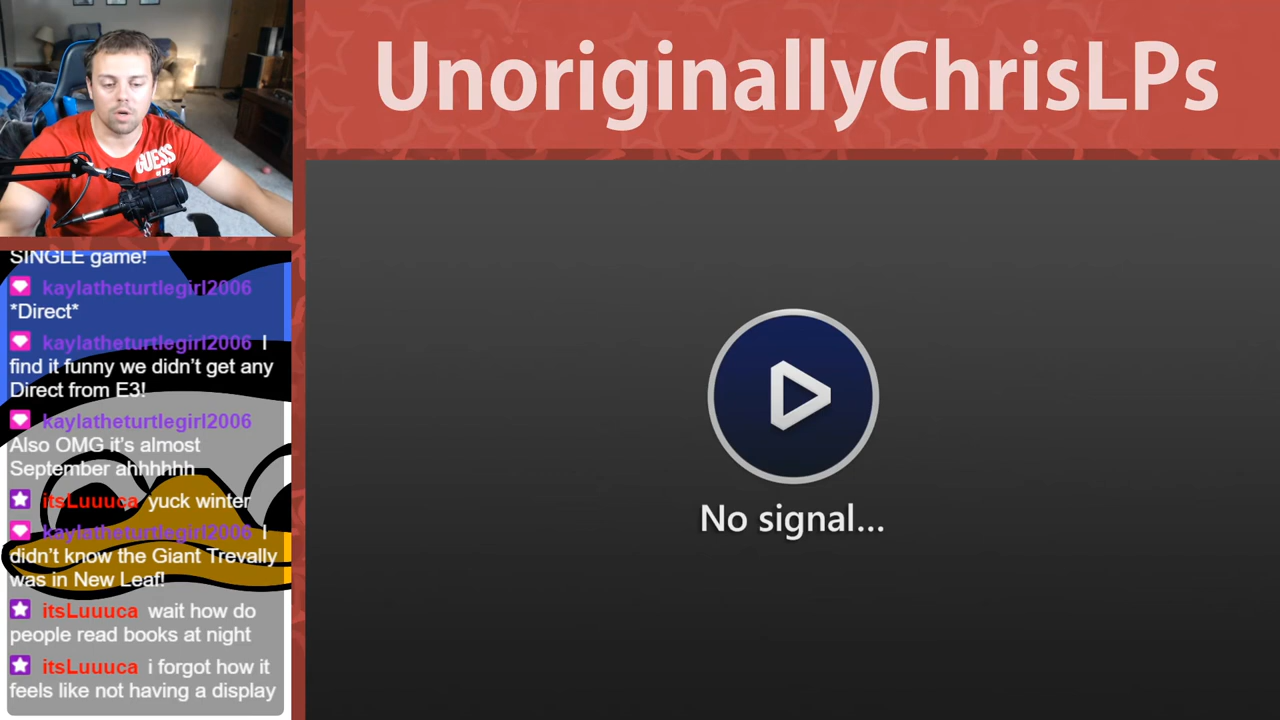 UnoriginallyChrisLPs
GUESS
SINGLE game!
kaylatheturtlegirl2006
*Direct*
kaylatheturtlegirl2006 I
find it funny we didn't get any
Direct from E3!
kaylatheturtlegirl2006
Also OMG it's almost
September ahhhhhh
itsLuuuca yuck winter
kaylatheturtlegirl2006 I
didn't know the Giant Trevally
was in New Leaf!
itsLuuuca wait how do
people read books at night
itsLuuuca i forgot how it
feels like not having a display
No signal...